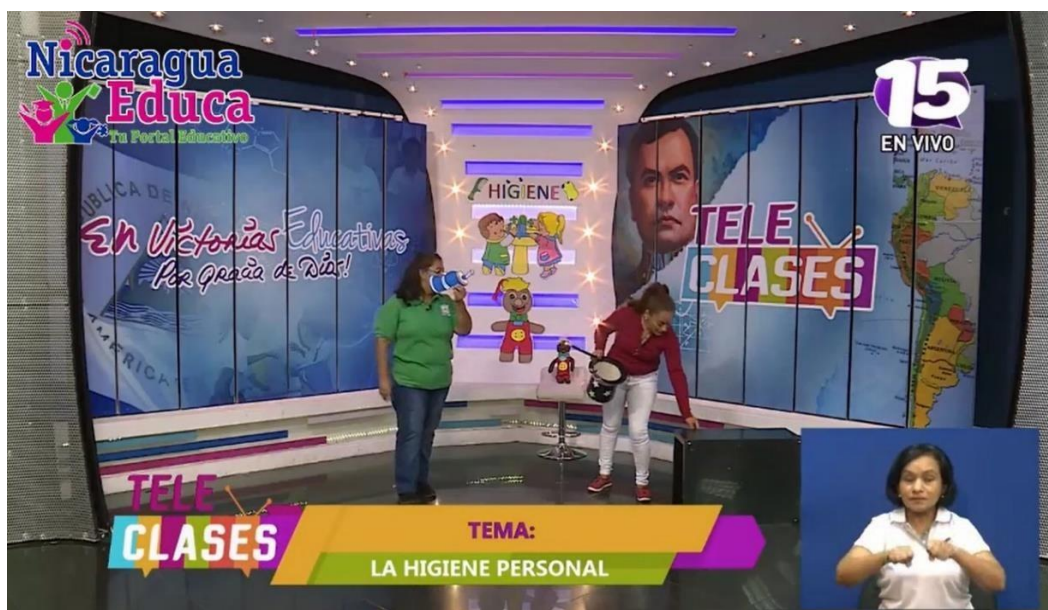 Nicaragua
Educa
Tu Portal Educativo
15
EN VIVO
HIGIENE
En Victorias Educativas
Por gracia de Dios!
AMERICA
TELE
CLASES
TELE
CLASES
TEMA:
LA HIGIENE PERSONAL